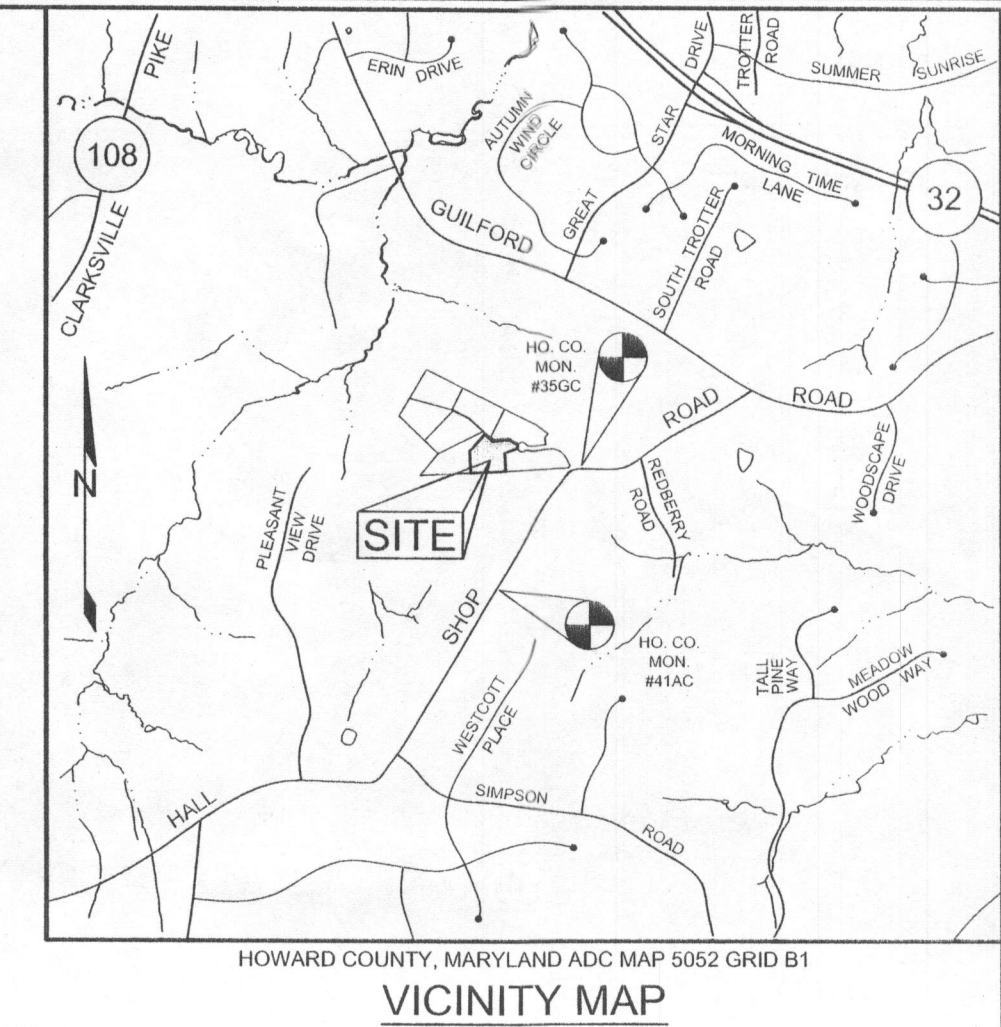 PIKE
108
CLARKSVILLE
ERIN DRIVE
AUTUMN
WIND
CIRCLE
GUILFORD
GREAT
STAR
DRIVE
TROTTER
ROAD
SUMMER SUNRISE
MORNING TIME
LANE
32
SOUTH TROTTER
ROAD
HO. CO.
MON.
#35GC
ROAD
ROAD
WOODSCAPE
DRIVE
REDBERRY
ROAD
N
PLEASANT
VIEW
DRIVE
SITE
SHOP
HO. CO.
MON.
#41AC
TALL
PINE
WAY
MEADOW
WOOD WAY
WESTCOTT
PLACE
SIMPSON
ROAD
HALL
HOWARD COUNTY, MARYLAND ADC MAP 5052 GRID B1
VICINITY MAP